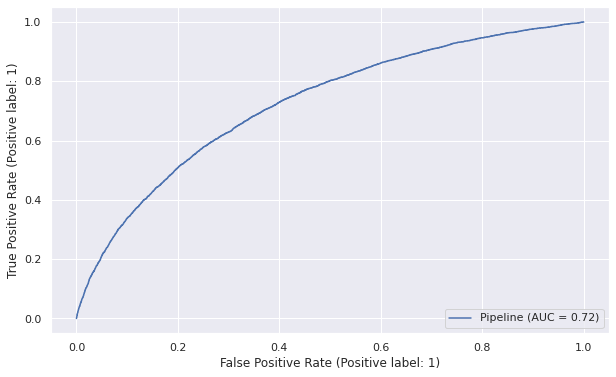 True Positive Rate (Positive label: 1)
1.0
0.8
0.6
0.4
0.2
0.0
Pipeline (AUC = 0.72)
0.0 0.2 0.4 0.6 0.8 1.0
False Positive Rate (Positive label: 1)